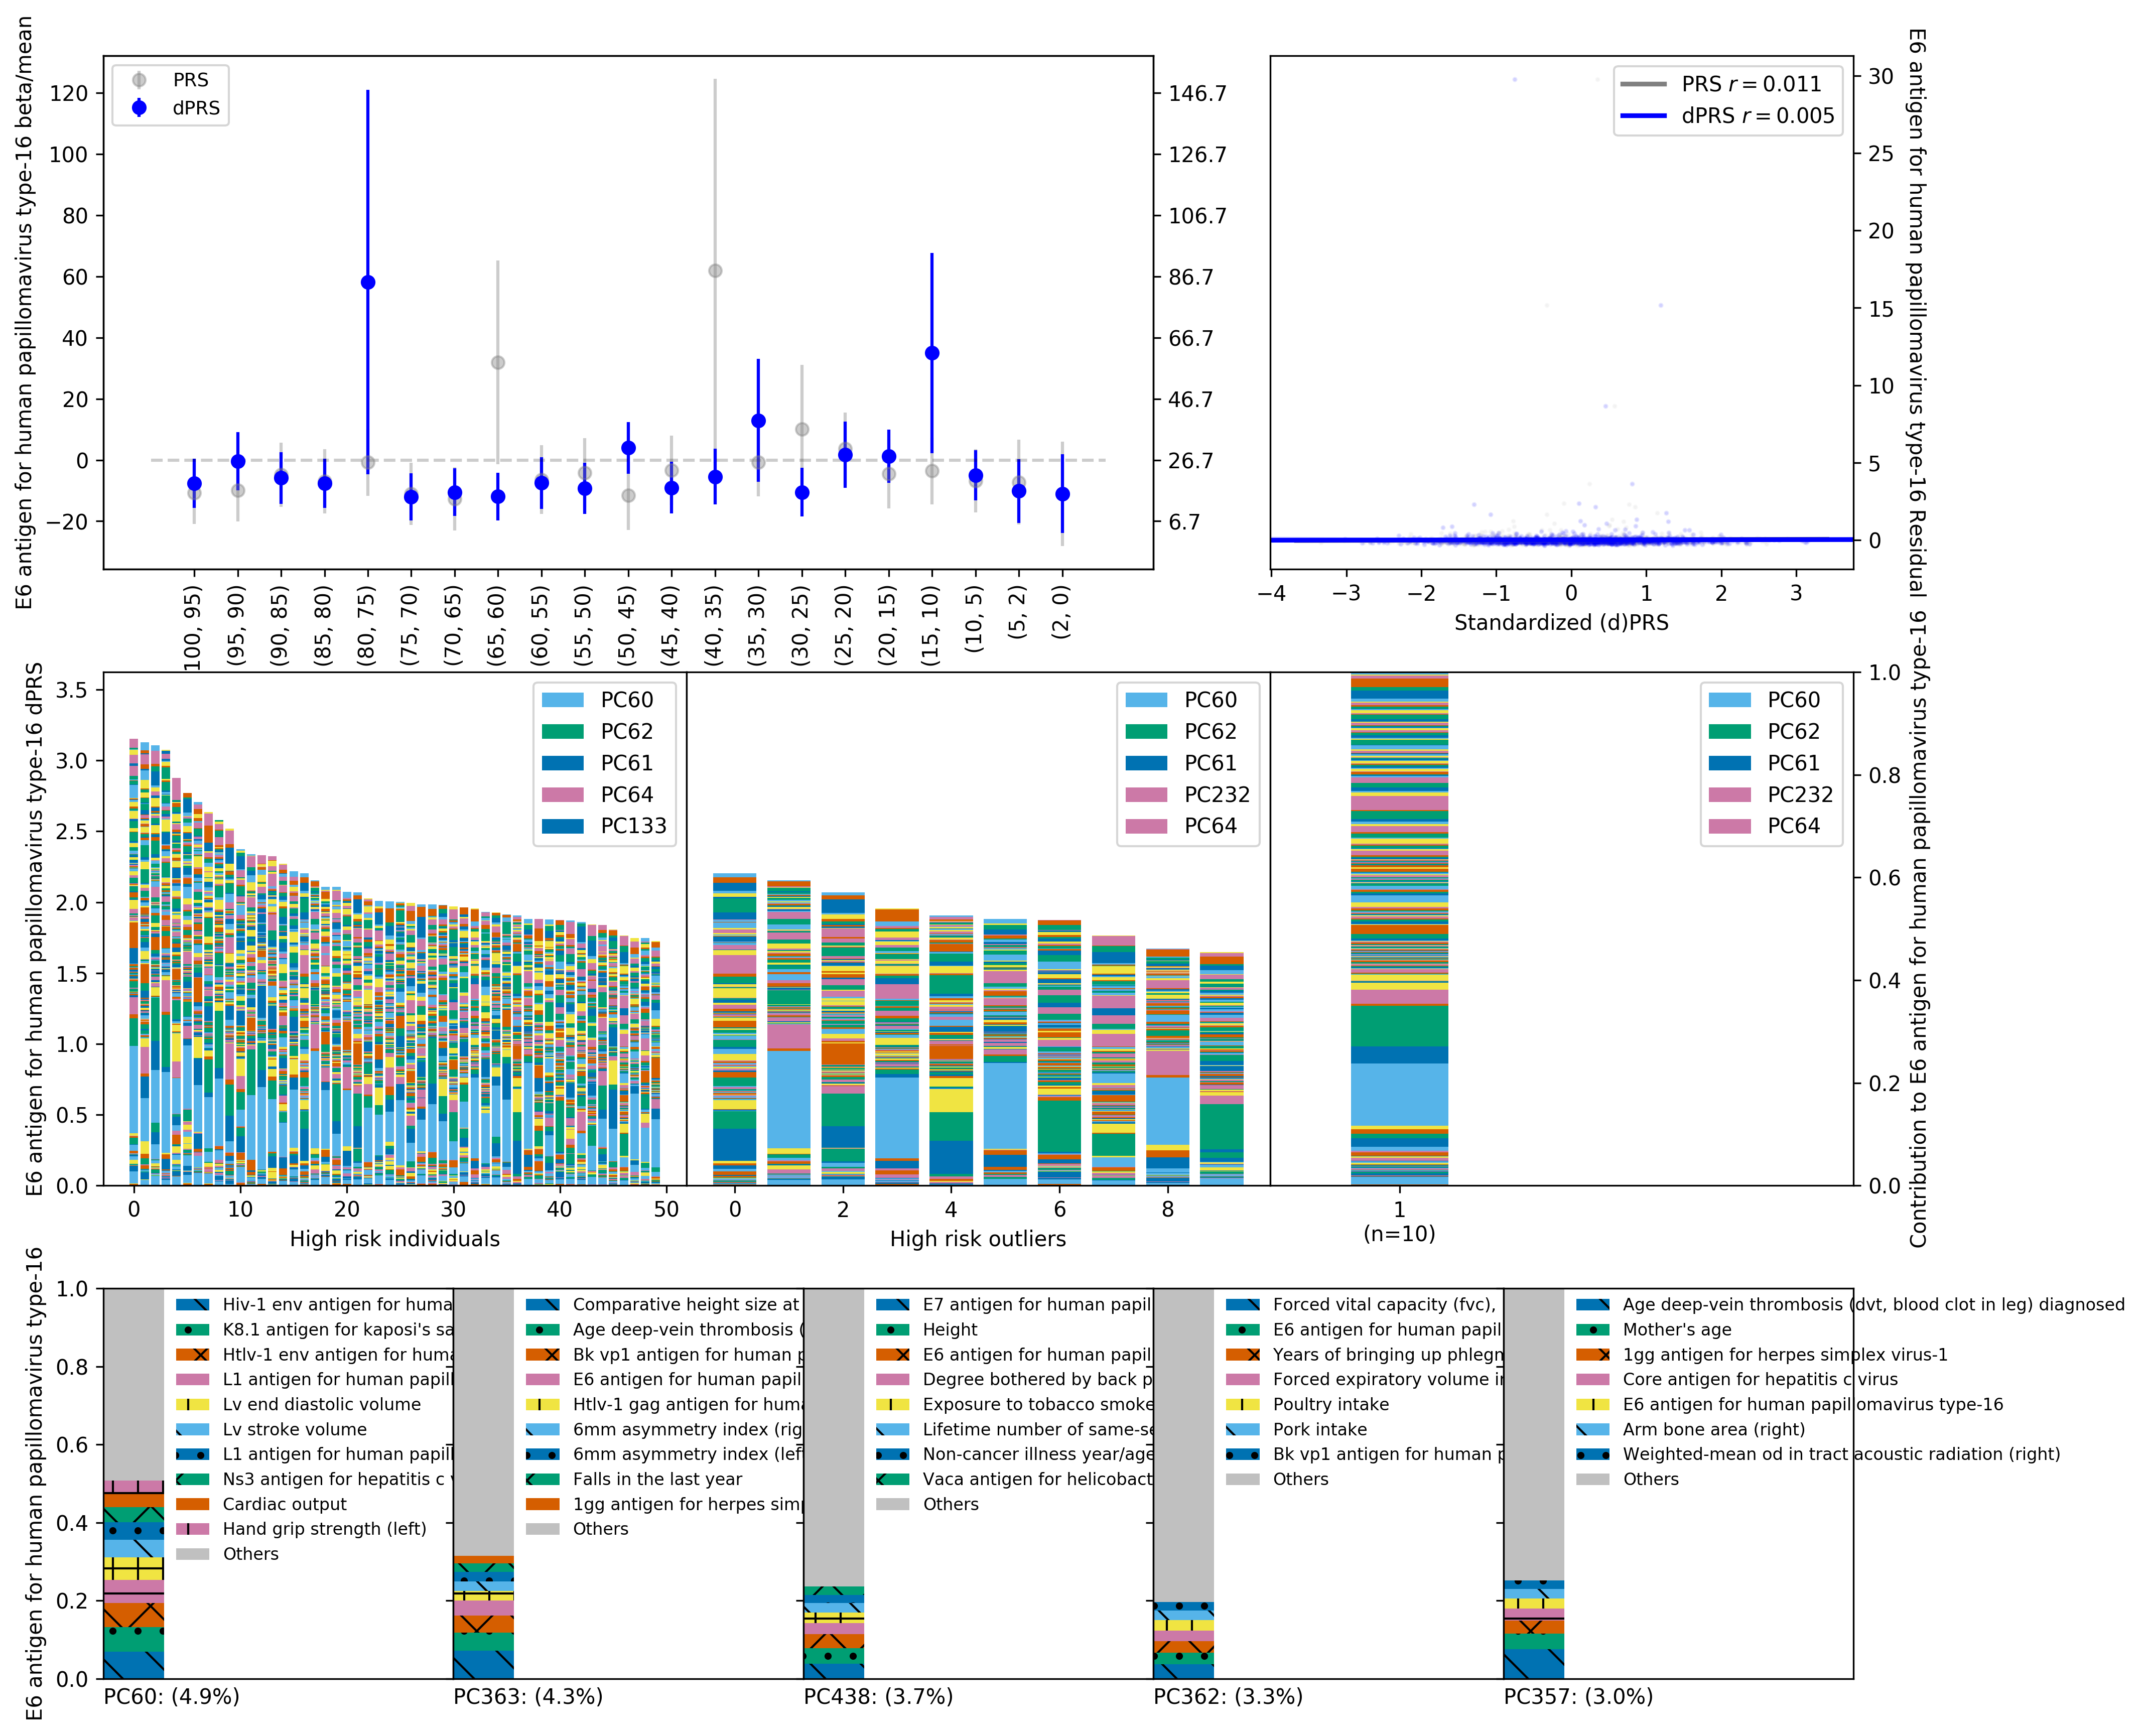 E6 antigen for human papillomavirus type-16 beta/mean
120
100
80
60
40
20
0
−20
PRS
dPRS
146.7
126.7
106.7
86.7
66.7
46.7
26.7
6.7
100, 95)
(95, 90)
(90, 85)
(85, 80)
(80, 75)
(75, 70)
(70, 65)
(65, 60)
(60, 55)
(55, 50)
(50, 45)
(45, 40)
(40, 35)
(35, 30)
(30, 25)
(25, 20)
(20, 15)
(15, 10)
(10, 5)
(5, 2)
(2, 0)
PRS r = 0.011
dPRS r = 0.005
30
25
20
15
10
5
0
E6 antigen for human papillomavirus type-16 Residual
−4 −3 −2 −1 0 1 2 3
Standardized (d)PRS
E6 antigen for human papillomavirus type-16 dPRS
3.5
3.0
2.5
2.0
1.5
1.0
0.5
0.0
PC60
PC62
PC61
PC64
PC133
0 10 20 30 40 50
High risk individuals
PC60
PC62
PC61
PC232
PC64
0 2 4 6 8
High risk outliers
PC60
PC62
PC61
PC232
PC64
1
(n=10)
1.0
0.8
0.6
0.4
0.2
0.0
Contribution to E6 antigen for human papillomavirus type-16
E6 antigen for human papillomavirus type-16
1.0
0.8
0.6
0.4
0.2
0.0
Hiv-1 env antigen for huma
K8.1 antigen for kaposi's sa
Htlv-1 env antigen for huma
L1 antigen for human papill
Lv end diastolic volume
Lv stroke volume
L1 antigen for human papill
Ns3 antigen for hepatitis c v
Cardiac output
Hand grip strength (left)
Others
PC60: (4.9%)
Comparative height size at
Age deep-vein thrombosis (
Bk vp1 antigen for human p
E6 antigen for human papil
Htlv-1 gag antigen for huma
6mm asymmetry index (rig
6mm asymmetry index (left
Falls in the last year
1gg antigen for herpes simp
Others
PC363: (4.3%)
E7 antigen for human papil
Height
E6 antigen for human papil
Degree bothered by back p
Exposure to tobacco smoke
Lifetime number of same-se
Non-cancer illness year/age
Vaca antigen for helicobact
Others
PC438: (3.7%)
Forced vital capacity (fvc),
E6 antigen for human papil
Years of bringing up phlegm
Forced expiratory volume in
Poultry intake
Pork intake
Bk vp1 antigen for human p
Others
PC362: (3.3%)
Age deep-vein thrombosis (dvt, blood clot in leg) diagnosed
Mother's age
1gg antigen for herpes simplex virus-1
Core antigen for hepatitis c virus
E6 antigen for human papillomavirus type-16
Arm bone area (right)
Weighted-mean od in tract acoustic radiation (right)
Others
PC357: (3.0%)